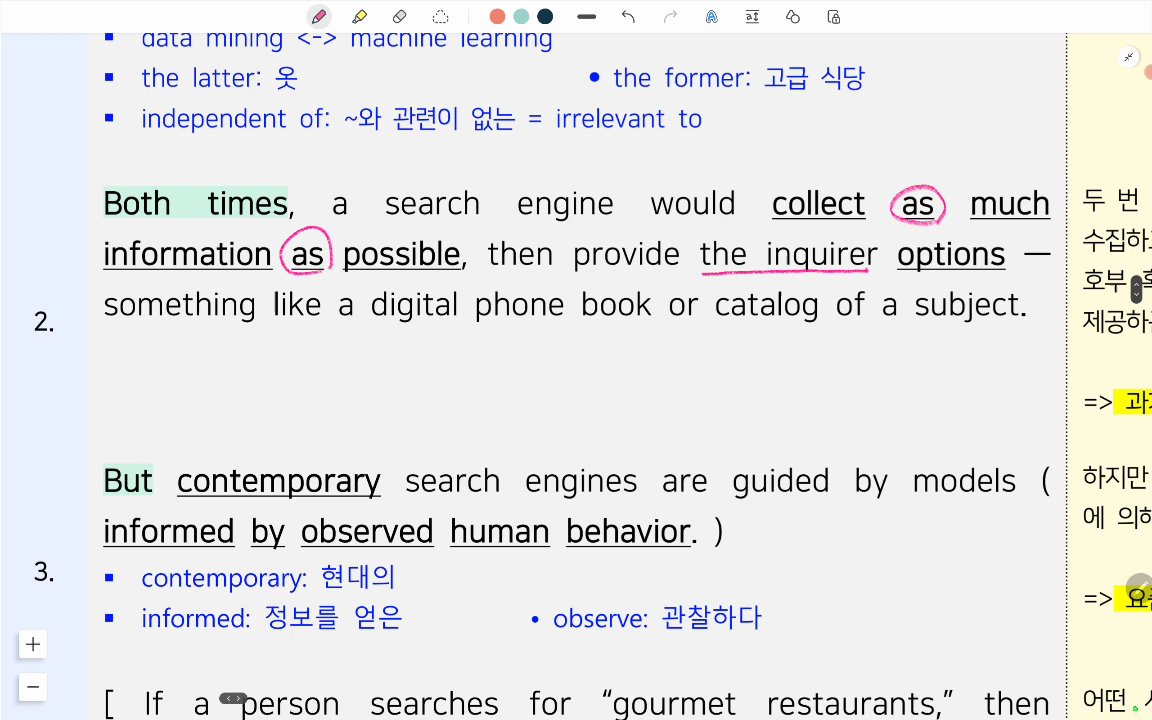 data mining <-> machine learning
the latter: 옷 • the former: 고급 식당
independent of: ~와 관련이 없는 = irrelevant to
Both times, a search engine would collect as much
information as possible, then provide the inquirer options —
something like a digital phone book or catalog of a subject.
2.
But contemporary search engines are guided by models (
informed by observed human behavior. )
3.
contemporary: 현대의
informed: 정보를 얻은 • observe: 관찰하다
[ If a person searches for “gourmet restaurants,” then
두 번
수집하고
호부
제공하
=>
하지만
에 의해
=> 요
어떤